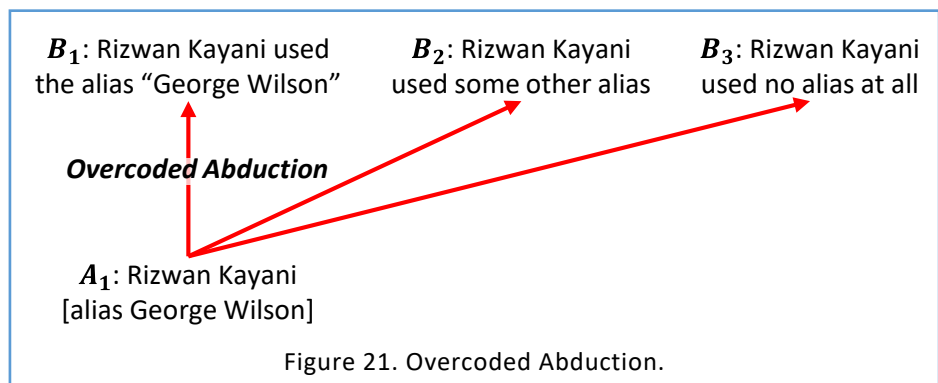 B₁: Rizwan Kayani used
the alias “George Wilson”
B₂: Rizwan Kayani
used some other alias
B₃: Rizwan Kayani
used no alias at all
Overcoded Abduction
A₁: Rizwan Kayani
[alias George Wilson]
Figure 21. Overcoded Abduction.